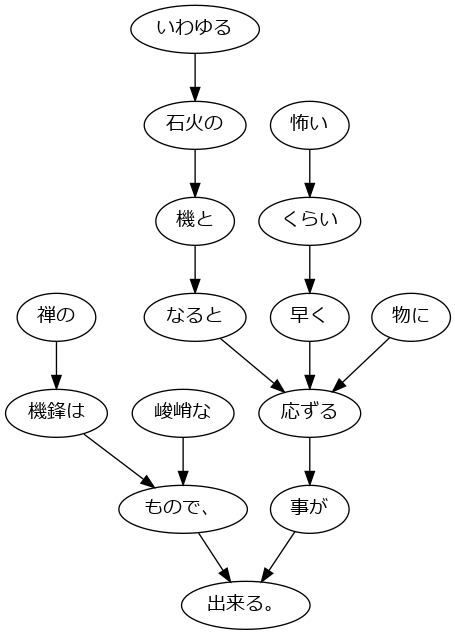 いわゆる
石火の
怖い
機と
くらい
禅の
なると
早く
物に
機鋒は
峻峭な
応ずる
もので、
事が
出来る。